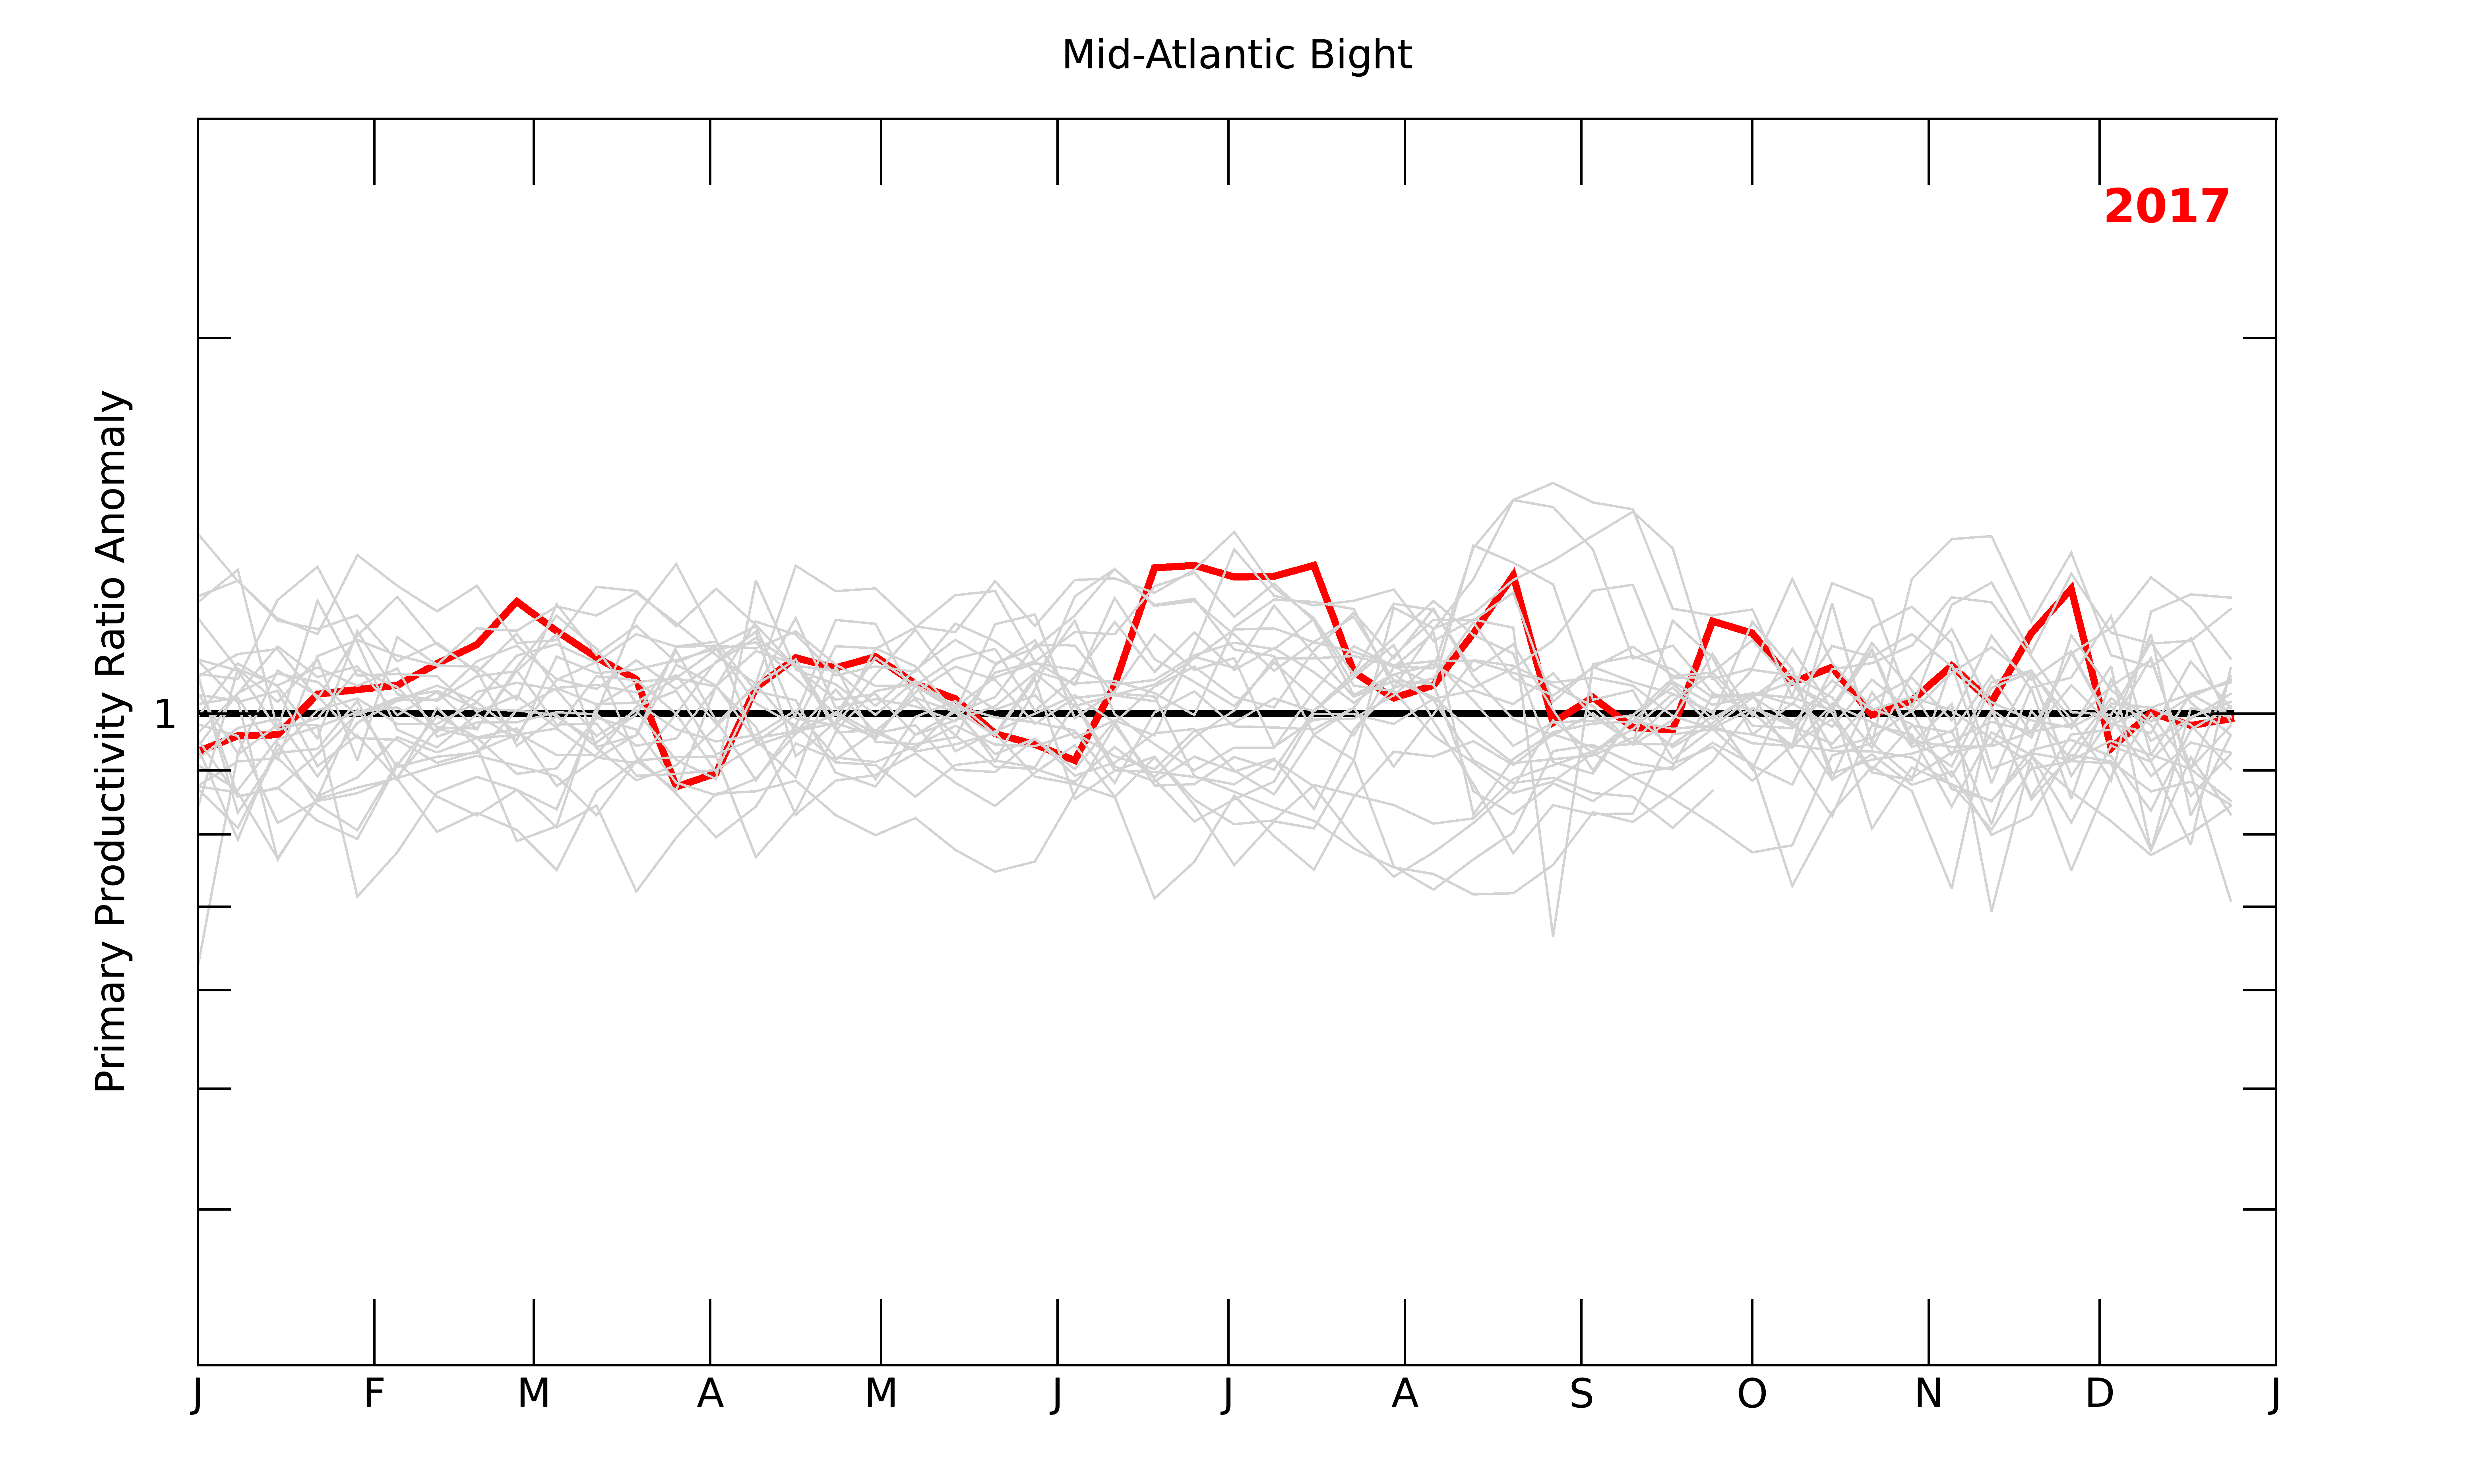 Mid-Atlantic Bight
2017
Primary Productivity Ratio Anomaly
1
J F M A M J J A S O N D J